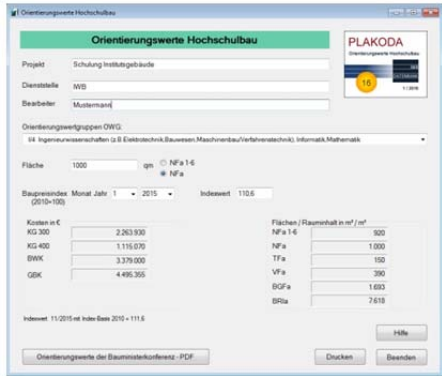 Orientierungswerte Hochschulbau
Orientierungswerte Hochschulbau
PLAKODA
Orientierungswerte Hochschulbau
16
1 / 2016
Projekt Schulung Institutsgebäude
Dienststelle IWB
Bearbeiter Mustermann
Orientierungswertgruppen OWG:
I/4 Ingenieurwissenschaften (z.B.Elektrotechnik,Bauwesen,Maschinenbau/Verfahrenstechnik), Informatik,Mathematik
Fläche 1000 qm NFa 1-6
NFa
Baupreisindex Monat Jahr 1 2015 Indexwert 110.6
(2010=100)
Kosten in €
KG 300 2.263.930
KG 400 1.115.070
BWK 3.379.000
GBK 4.495.355
Flächen / Rauminhalt in m² / m³
NFa 1-6 920
NFa 1.000
TFa 150
VFa 390
BGFa 1.693
BRIa 7.618
Indexwert 11/2015 mit Index-Basis 2010 = 111,6
Hilfe
Orientierungswerte der Bauministerkonferenz - PDF
Drucken
Beenden